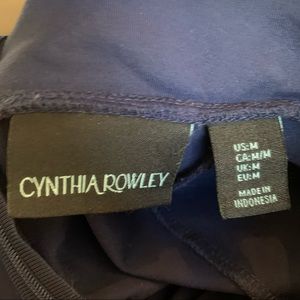 CYNTHIA ROWLEY
US:M
CA:M/M
UK:M
EU:M
MADE IN
INDONESIA